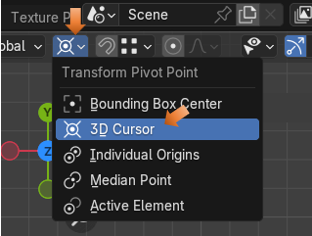 Texture P
Scene
obal
Transform Pivot Point
Bounding Box Center
3D Cursor
Individual Origins
Median Point
Active Element
Y
Z